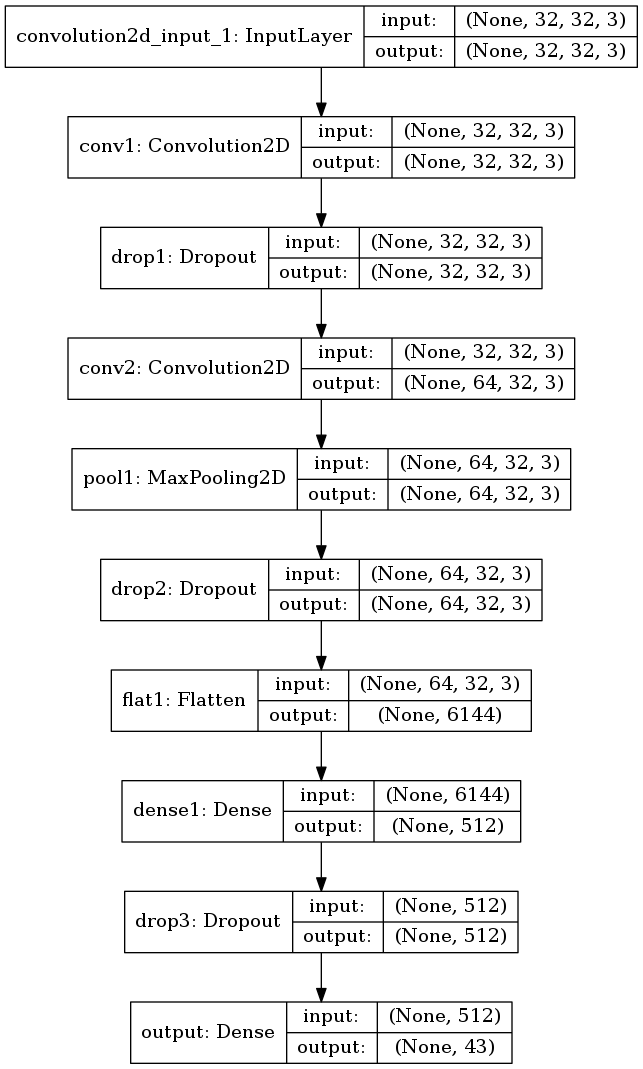 convolution2d_input_1: InputLayer
input: (None, 32, 32, 3)
output: (None, 32, 32, 3)
conv1: Convolution2D
input: (None, 32, 32, 3)
output: (None, 32, 32, 3)
drop1: Dropout
input: (None, 32, 32, 3)
output: (None, 32, 32, 3)
conv2: Convolution2D
input: (None, 32, 32, 3)
output: (None, 64, 32, 3)
pool1: MaxPooling2D
input: (None, 64, 32, 3)
output: (None, 64, 32, 3)
drop2: Dropout
input: (None, 64, 32, 3)
output: (None, 64, 32, 3)
flat1: Flatten
input: (None, 64, 32, 3)
output: (None, 6144)
dense1: Dense
input: (None, 6144)
output: (None, 512)
drop3: Dropout
input: (None, 512)
output: (None, 512)
output: Dense
input: (None, 512)
output: (None, 43)